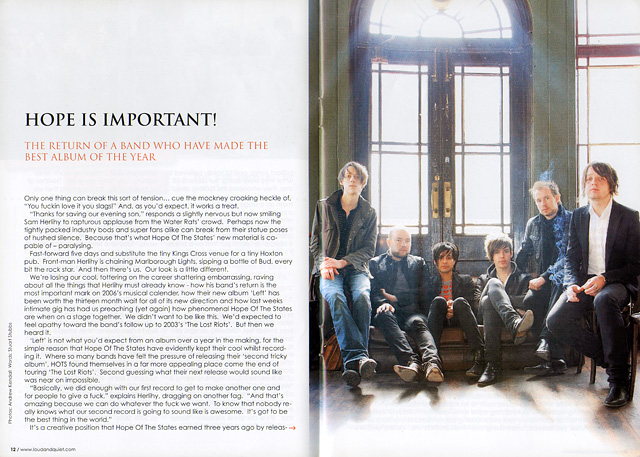 HOPE IS IMPORTANT!
THE RETURN OF A BAND WHO HAVE MADE THE
BEST ALBUM OF THE YEAR
Only one thing can break this sort of tension... cue the mockney croaking heckle of,
"You fuckin love it you slags!" And, as you'd expect, it works a treat.
"Thanks for saving our evening son," responds a slightly nervous but now smiling
Sam Herlihy to rapturous applause from the Water Rats' crowd. Perhaps now the
tightly packed industry bods and super fans alike can break from their statue poses
of hushed silence. Because that's what Hope Of The States' new material is ca-
pable of – paralysing.
Fast-forward five days and substitute the tiny Kings Cross venue for a tiny Hoxton
pub. Front-man Herlihy is chaining Marlborough Lights, sipping a bottle of Bud, every
bit the rock star. And then there's us. Our look is a little different.
We're losing our cool, tottering on the career shattering embarrassing, raving
about all the things that Herlihy must already know - how his band's return is the
most important mark on 2006's musical calender, how their new album 'Left' has
been worth the thirteen month wait for all of its new direction and how last weeks
intimate gig has had us preaching (yet again) how phenomenal Hope Of The States
are when on a stage together. We didn't want to be like this. We'd expected to
feel apathy toward the band's follow up to 2003's 'The Lost Riots'. But then we
heard it.
'Left' is not what you'd expect from an album over a year in the making, for the
simple reason that Hope Of The States have evidently kept their cool whilst record-
ing it. Where so many bands have felt the pressure of releasing their 'second tricky
album', HOTS found themselves in a far more appealing place come the end of
touring 'The Lost Riots'. Second guessing what their next release would sound like
was near on impossible.
"Basically, we did enough with our first record to get to make another one and
for people to give a fuck," explains Herlihy, dragging on another fag. "And that's
amazing because we can do whatever the fuck we want. To know that nobody re-
ally knows what our second record is going to sound like is awesome. It's got to be
the best thing in the world."
It's a creative position that Hope Of The States earned three years ago by releas- →
Photos: Andrew Kendall Words: Stuart Stubbs
12 / www.loudandquiet.com